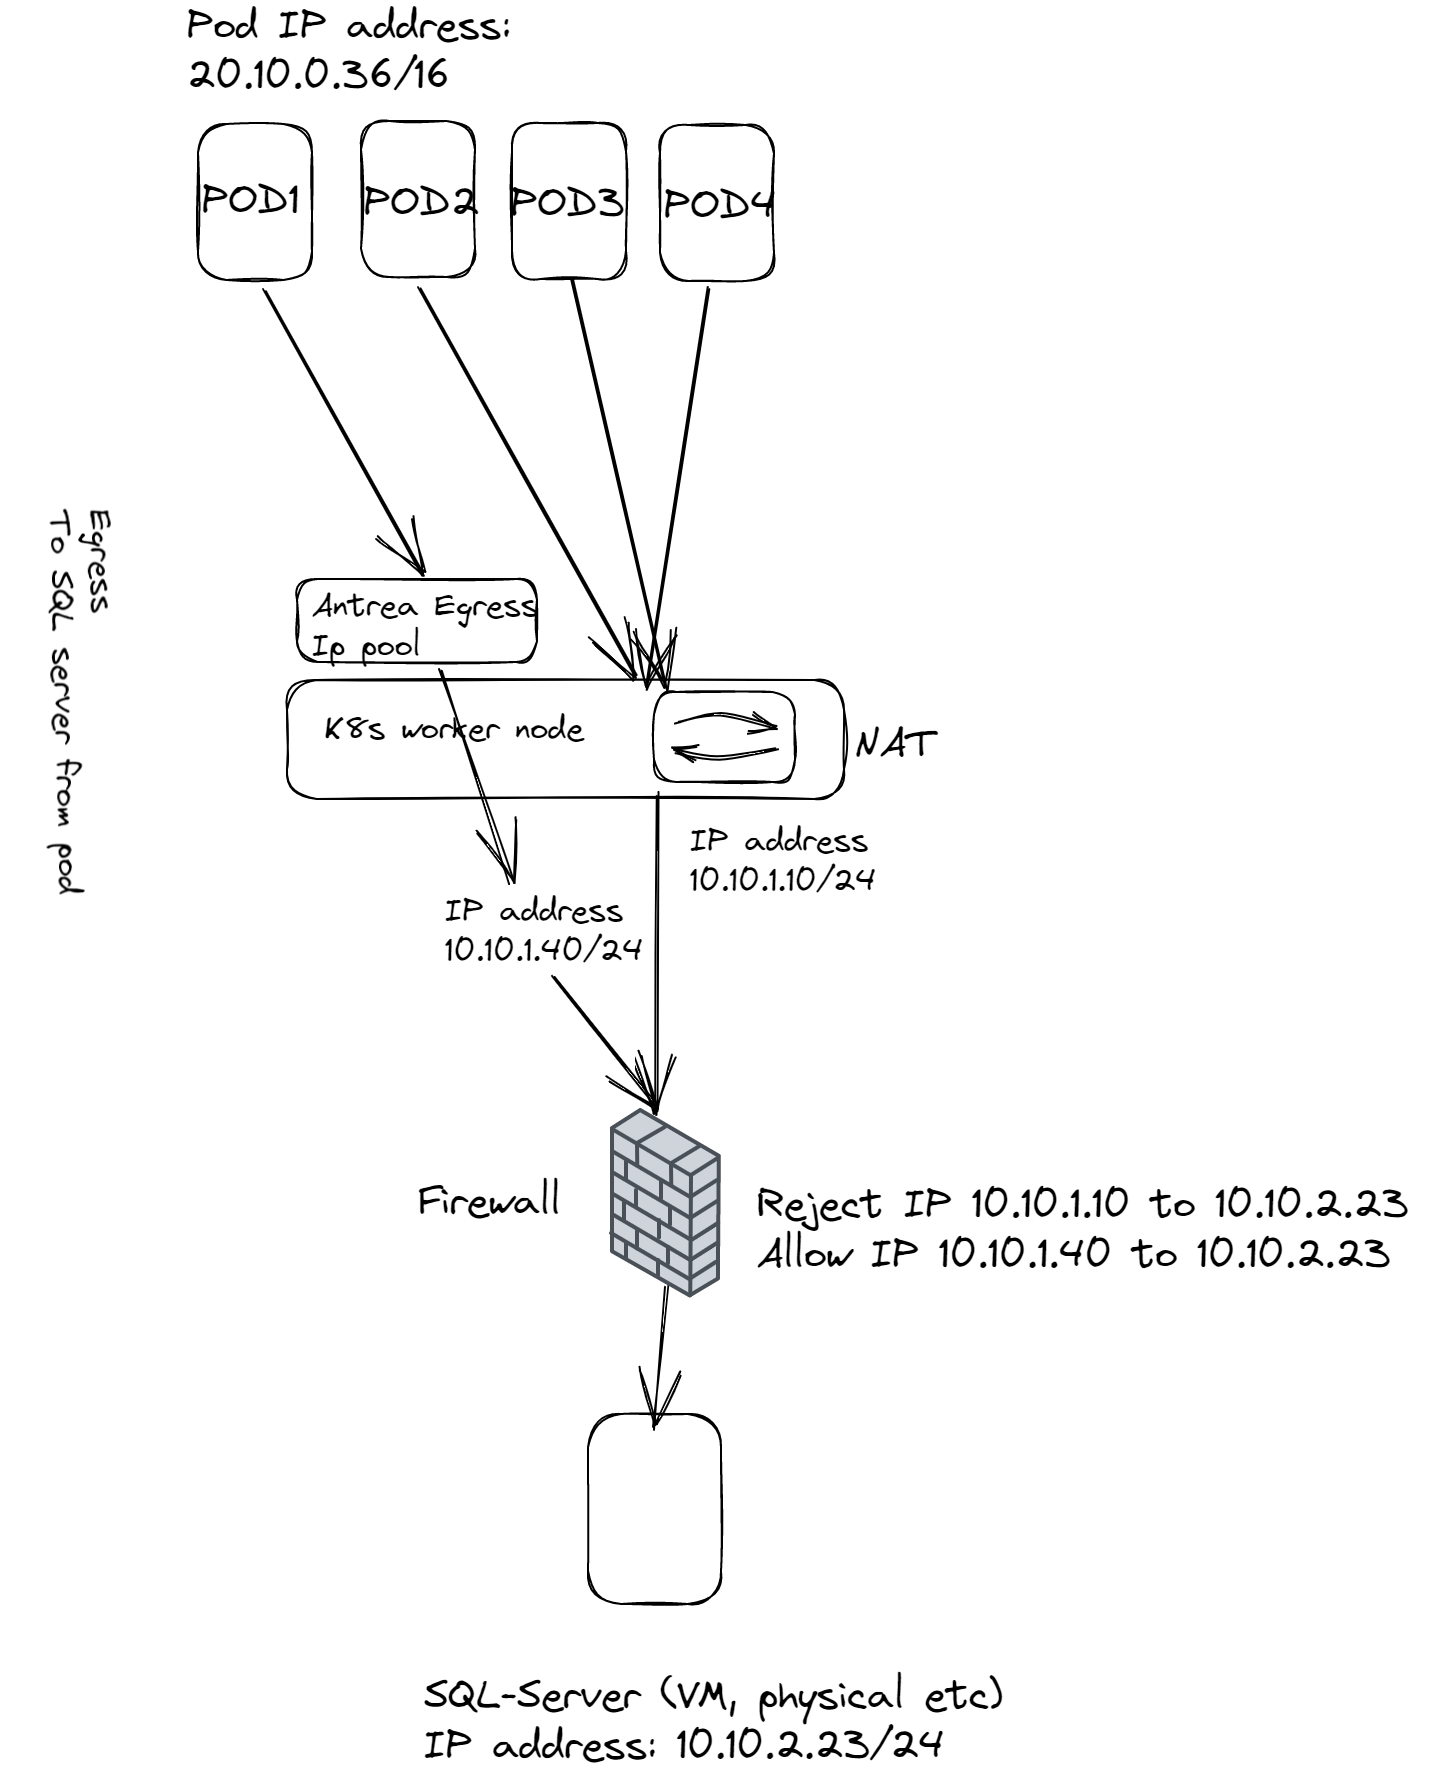 Pod IP address:
20.10.0.36/16
POD1
POD2
POD3
POD4
Egress
To SQL server from pod
Antrea Egress
Ip pool
K8s worker node
NAT
IP address
10.10.1.10/24
IP address
10.10.1.40/24
Firewall
Reject IP 10.10.1.10 to 10.10.2.23
Allow IP 10.10.1.40 to 10.10.2.23
SQL-Server (VM, physical etc)
IP address: 10.10.2.23/24